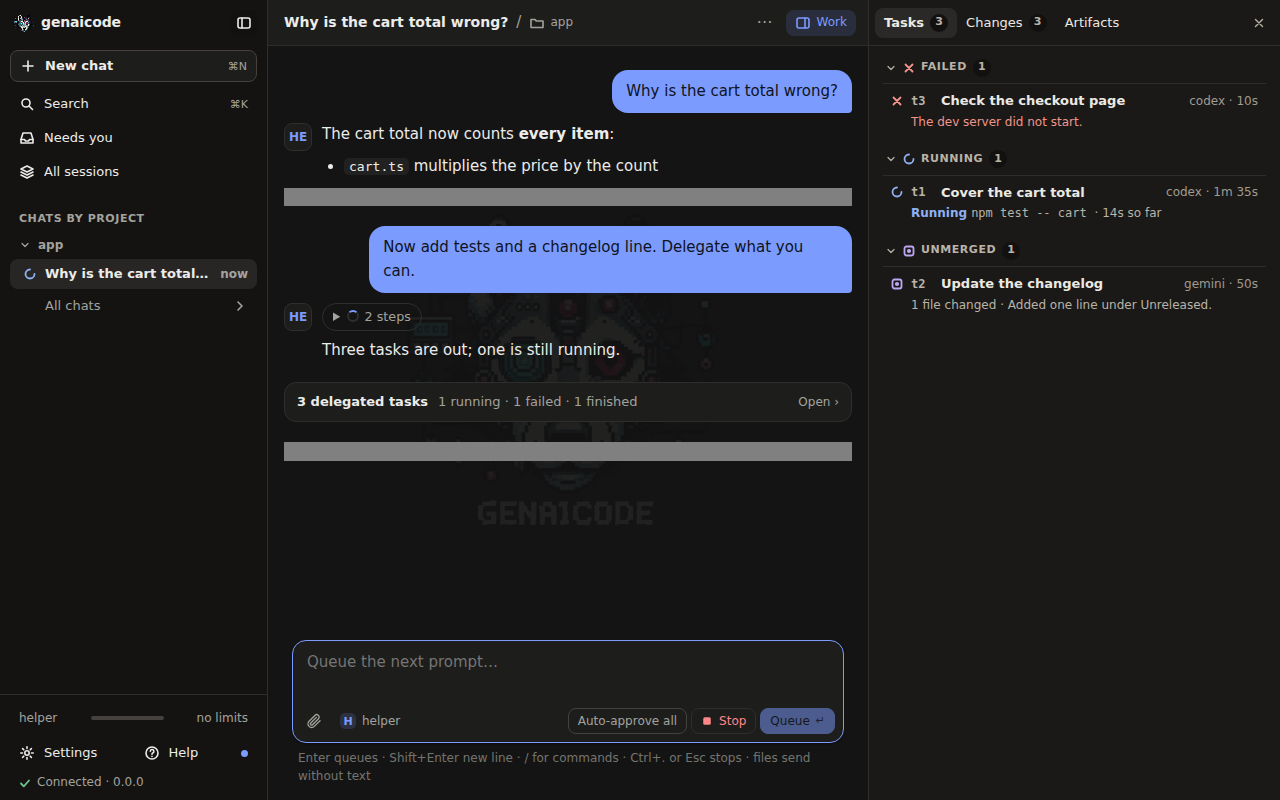 genaicode
New chat
⌘N
Search
⌘K
Needs you
All sessions
CHATS BY PROJECT
app
Why is the cart total… now
All chats
helper
no limits
Settings
Help
Connected · 0.0.0
Why is the cart total wrong? / app
··· Work
Why is the cart total wrong?
HE
The cart total now counts every item:
• cart.ts multiplies the price by the count
Now add tests and a changelog line. Delegate what you
can.
HE
2 steps
Three tasks are out; one is still running.
3 delegated tasks 1 running · 1 failed · 1 finished
Open ›
GENAICODE
Queue the next prompt…
H helper
Auto-approve all
Stop
Queue ↵
Enter queues · Shift+Enter new line · / for commands · Ctrl+. or Esc stops · files send
without text
Tasks 3
Changes 3
Artifacts
FAILED 1
t3 Check the checkout page
codex · 10s
The dev server did not start.
RUNNING 1
t1 Cover the cart total
codex · 1m 35s
Running npm test -- cart · 14s so far
UNMERGED 1
t2 Update the changelog
gemini · 50s
1 file changed · Added one line under Unreleased.